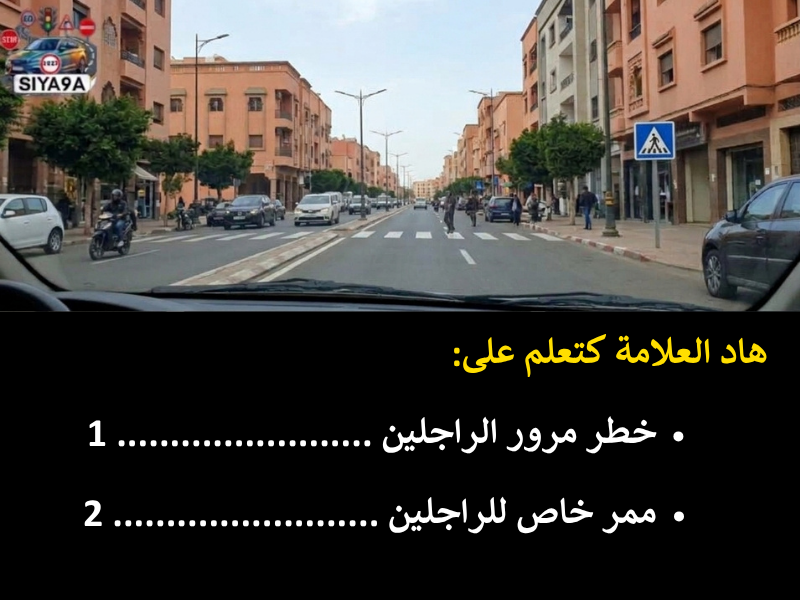 SIYA9A
هاد العلامة كتعلم على:
• خطر مرور الراجلين ........................ 1
• ممر خاص للراجلين ......................... 2